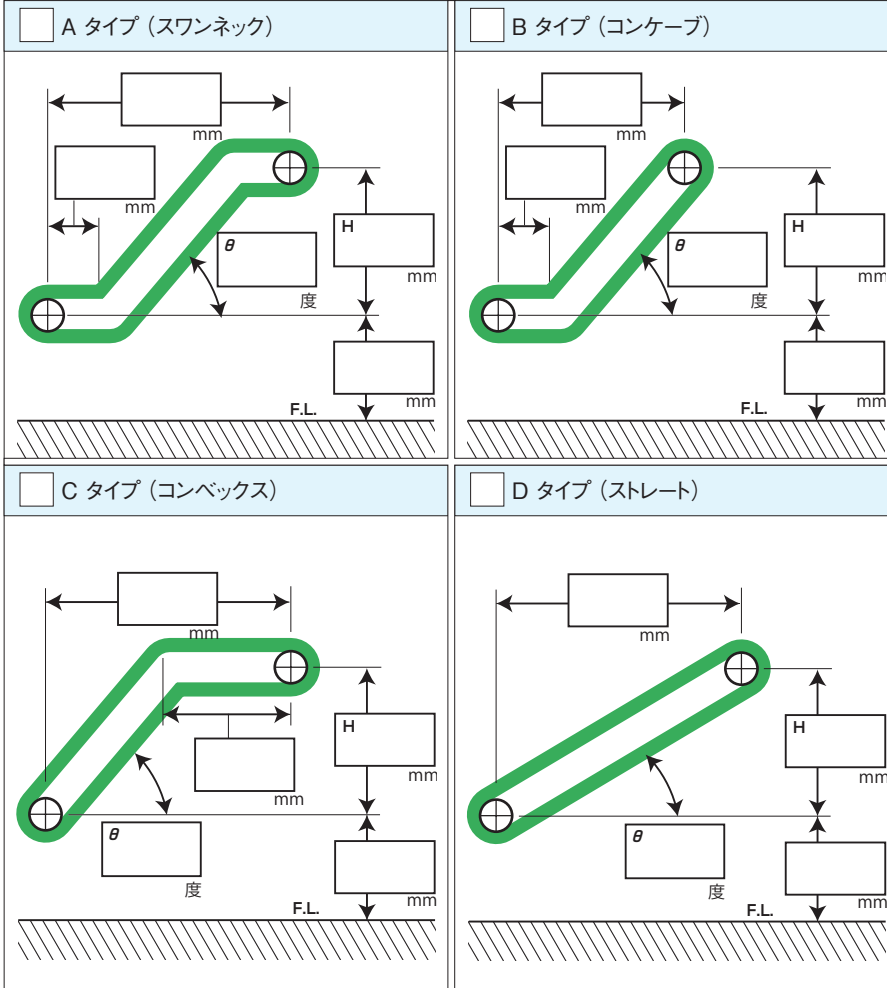 A タイプ（スワンネック）
mm
mm
H
mm
θ
度
mm
F.L.
B タイプ（コンケーブ）
mm
mm
H
mm
θ
度
mm
F.L.
C タイプ（コンベックス）
mm
H
mm
mm
θ
度
mm
F.L.
D タイプ（ストレート）
mm
H
mm
θ
度
mm
F.L.